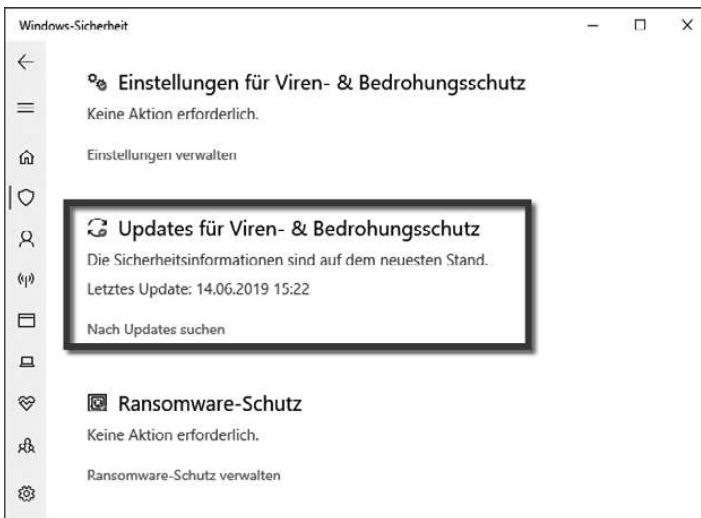 Windows-Sicherheit
Einstellungen für Viren- & Bedrohungsschutz
Keine Aktion erforderlich.
Einstellungen verwalten
Updates für Viren- & Bedrohungsschutz
Die Sicherheitsinformationen sind auf dem neuesten Stand.
Letztes Update: 14.06.2019 15:22
Nach Updates suchen
Ransomware-Schutz
Keine Aktion erforderlich.
Ransomware-Schutz verwalten